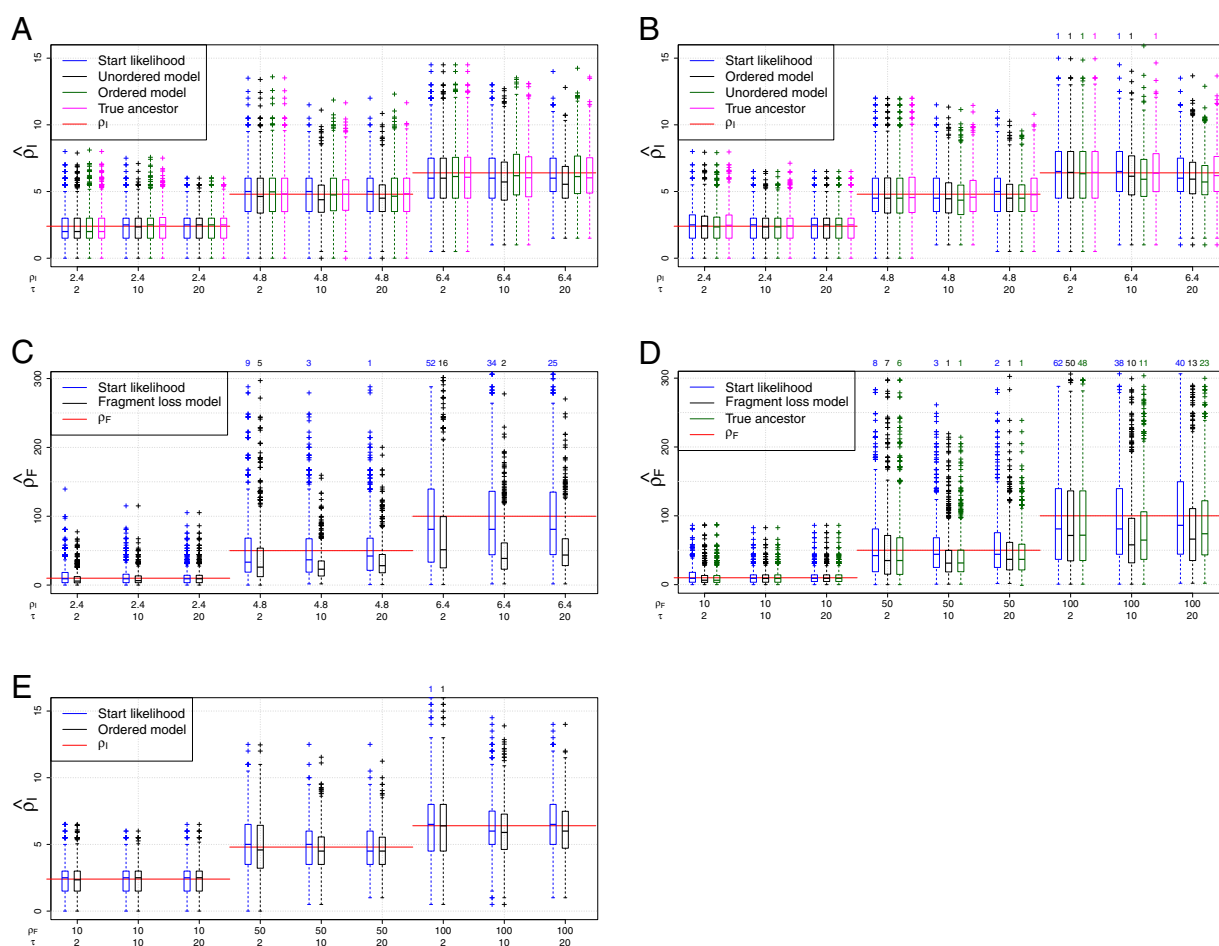 A
Start likelihood
Unordered model
Ordered model
True ancestor
ρI
ρ̂I
0 5 10 15
ρI 2.4 2.4 2.4 4.8 4.8 4.8 6.4 6.4 6.4
τ 2 10 20 2 10 20 2 10 20
B
1 1 1 1 1 1 1
Start likelihood
Ordered model
Unordered model
True ancestor
ρI
ρ̂I
0 5 10 15
ρI 2.4 2.4 2.4 4.8 4.8 4.8 6.4 6.4 6.4
τ 2 10 20 2 10 20 2 10 20
C
9 5 3 1 52 16 34 2 25
Start likelihood
Fragment loss model
ρF
ρ̂F
0 50 100 200 300
ρI 2.4 2.4 2.4 4.8 4.8 4.8 6.4 6.4 6.4
τ 2 10 20 2 10 20 2 10 20
D
8 7 6 3 1 1 2 1 1 62 50 48 38 10 11 40 13 23
Start likelihood
Fragment loss model
True ancestor
ρF
ρ̂F
0 50 100 200 300
ρF 10 10 10 50 50 50 100 100 100
τ 2 10 20 2 10 20 2 10 20
E
1 1
Start likelihood
Ordered model
ρI
ρ̂I
0 5 10 15
ρF 10 10 10 50 50 50 100 100 100
τ 2 10 20 2 10 20 2 10 20